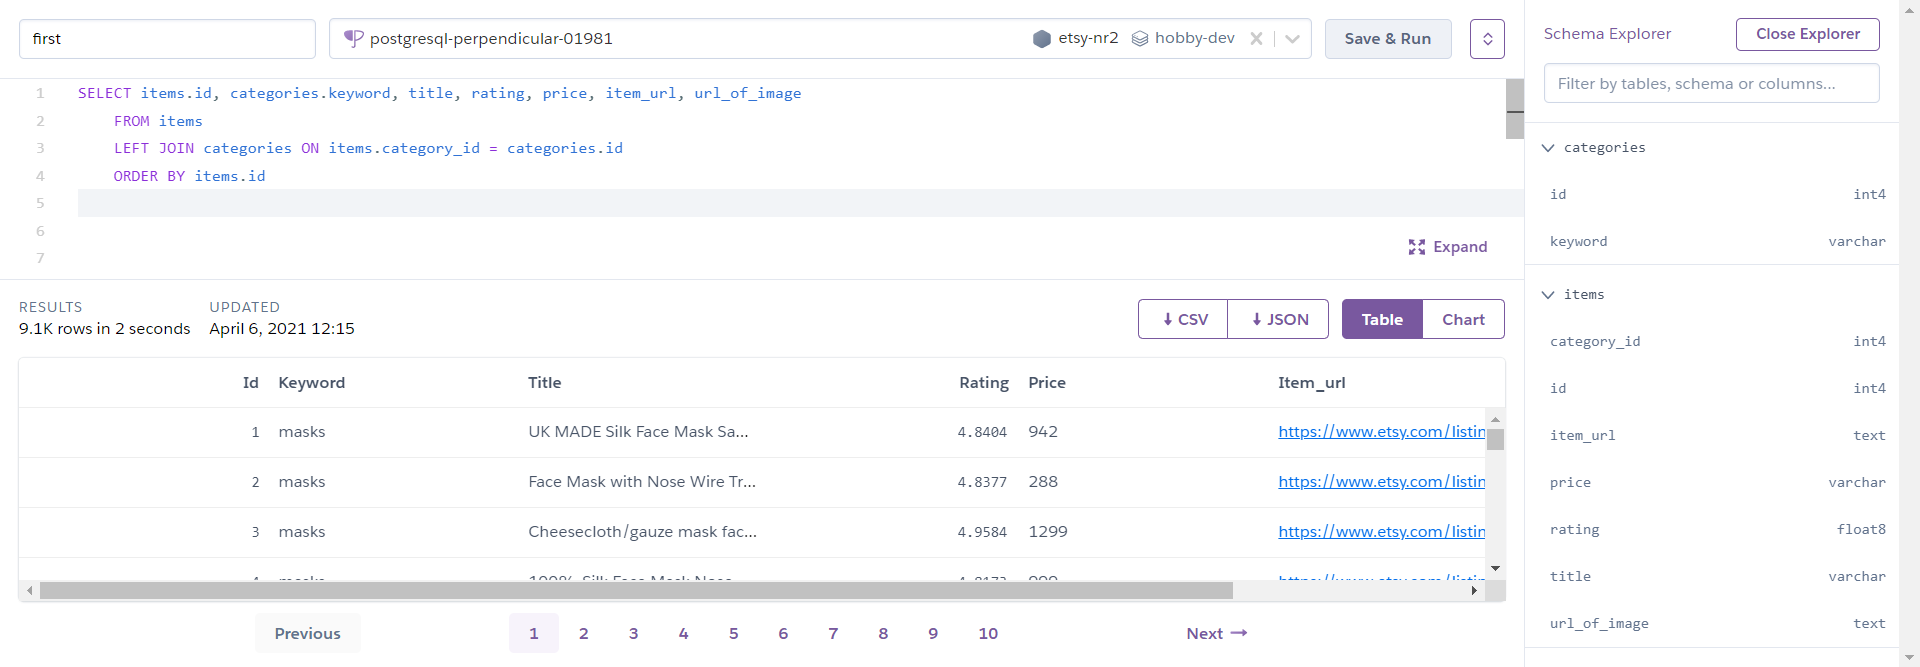 first
postgresql-perpendicular-01981 etsy-nr2 hobby-dev
Save & Run
1 SELECT items.id, categories.keyword, title, rating, price, item_url, url_of_image
2 FROM items
3 LEFT JOIN categories ON items.category_id = categories.id
4 ORDER BY items.id
5
6
7
Expand
RESULTS UPDATED
9.1K rows in 2 seconds April 6, 2021 12:15
CSV JSON Table Chart
Id Keyword Title Rating Price Item_url
1 masks UK MADE Silk Face Mask Sa... 4.8404 942 https://www.etsy.com/listin
2 masks Face Mask with Nose Wire Tr... 4.8377 288 https://www.etsy.com/listin
3 masks Cheesecloth/gauze mask fac... 4.9584 1299 https://www.etsy.com/listin
Previous 1 2 3 4 5 6 7 8 9 10 Next →
Schema Explorer Close Explorer
Filter by tables, schema or columns...
categories
id int4
keyword varchar
items
category_id int4
id int4
item_url text
price varchar
rating float8
title varchar
url_of_image text